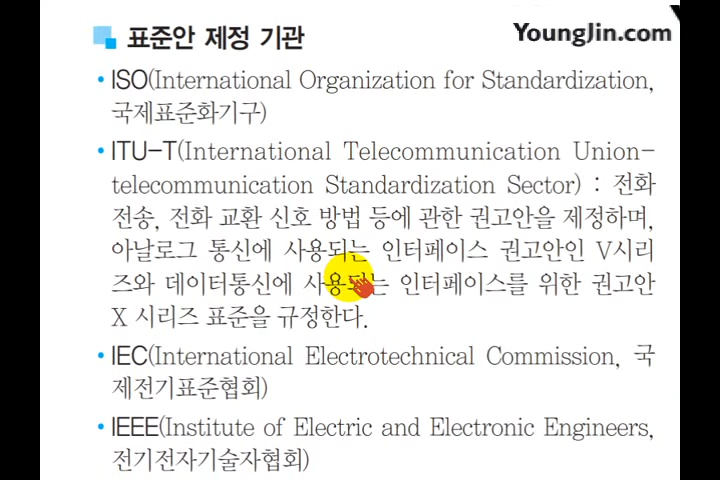 표준안 제정 기관
YoungJin.com
• ISO(International Organization for Standardization,
국제표준화기구)
• ITU-T(International Telecommunication Union-
telecommunication Standardization Sector) : 전화
전송, 전화 교환 신호 방법 등에 관한 권고안을 제정하며,
아날로그 통신에 사용되는 인터페이스 권고안인 V시리
즈와 데이터통신에 사용되는 인터페이스를 위한 권고안
X 시리즈 표준을 규정한다.
• IEC(International Electrotechnical Commission, 국
제전기표준협회)
• IEEE(Institute of Electric and Electronic Engineers,
전기전자기술자협회)